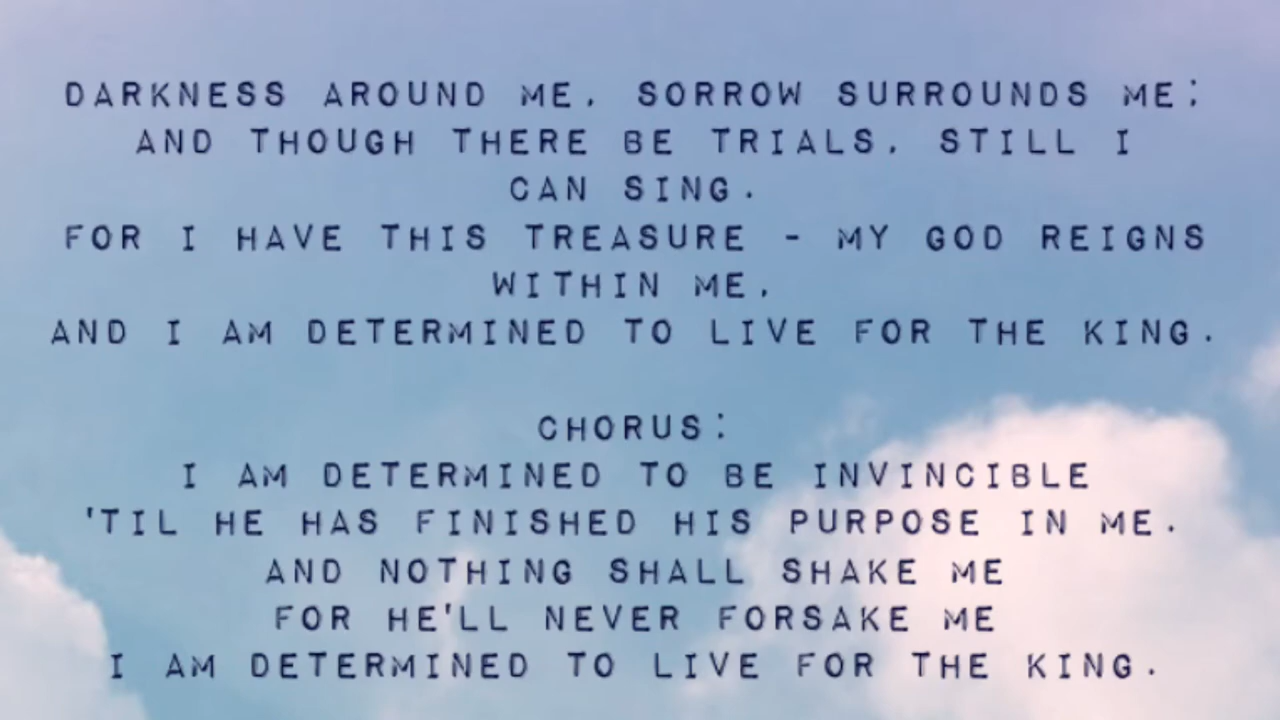 DARKNESS AROUND ME, SORROW SURROUNDS ME;
AND THOUGH THERE BE TRIALS, STILL I
CAN SING.
FOR I HAVE THIS TREASURE - MY GOD REIGNS
WITHIN ME,
AND I AM DETERMINED TO LIVE FOR THE KING.
CHORUS:
I AM DETERMINED TO BE INVINCIBLE
'TIL HE HAS FINISHED HIS PURPOSE IN ME.
AND NOTHING SHALL SHAKE ME
FOR HE'LL NEVER FORSAKE ME
I AM DETERMINED TO LIVE FOR THE KING.